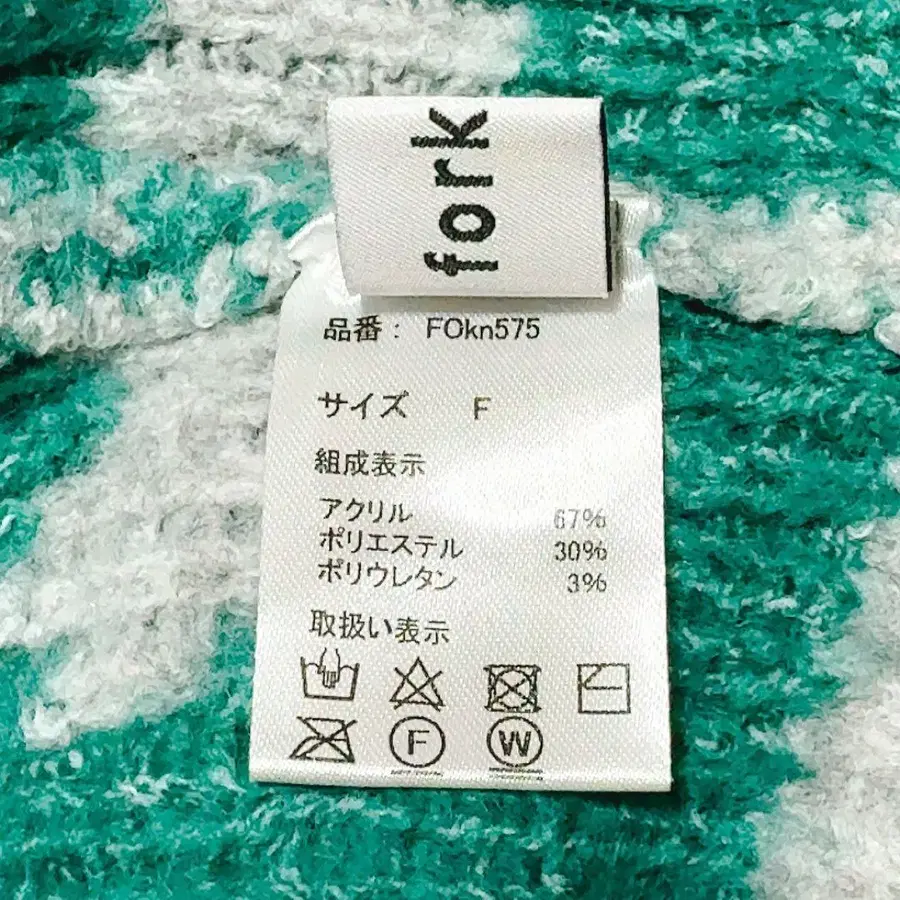 fork
品番： FOkn575
サイズ F
組成表示
アクリル 67%
ポリエステル 30%
ポリウレタン 3%
取扱い表示
F W